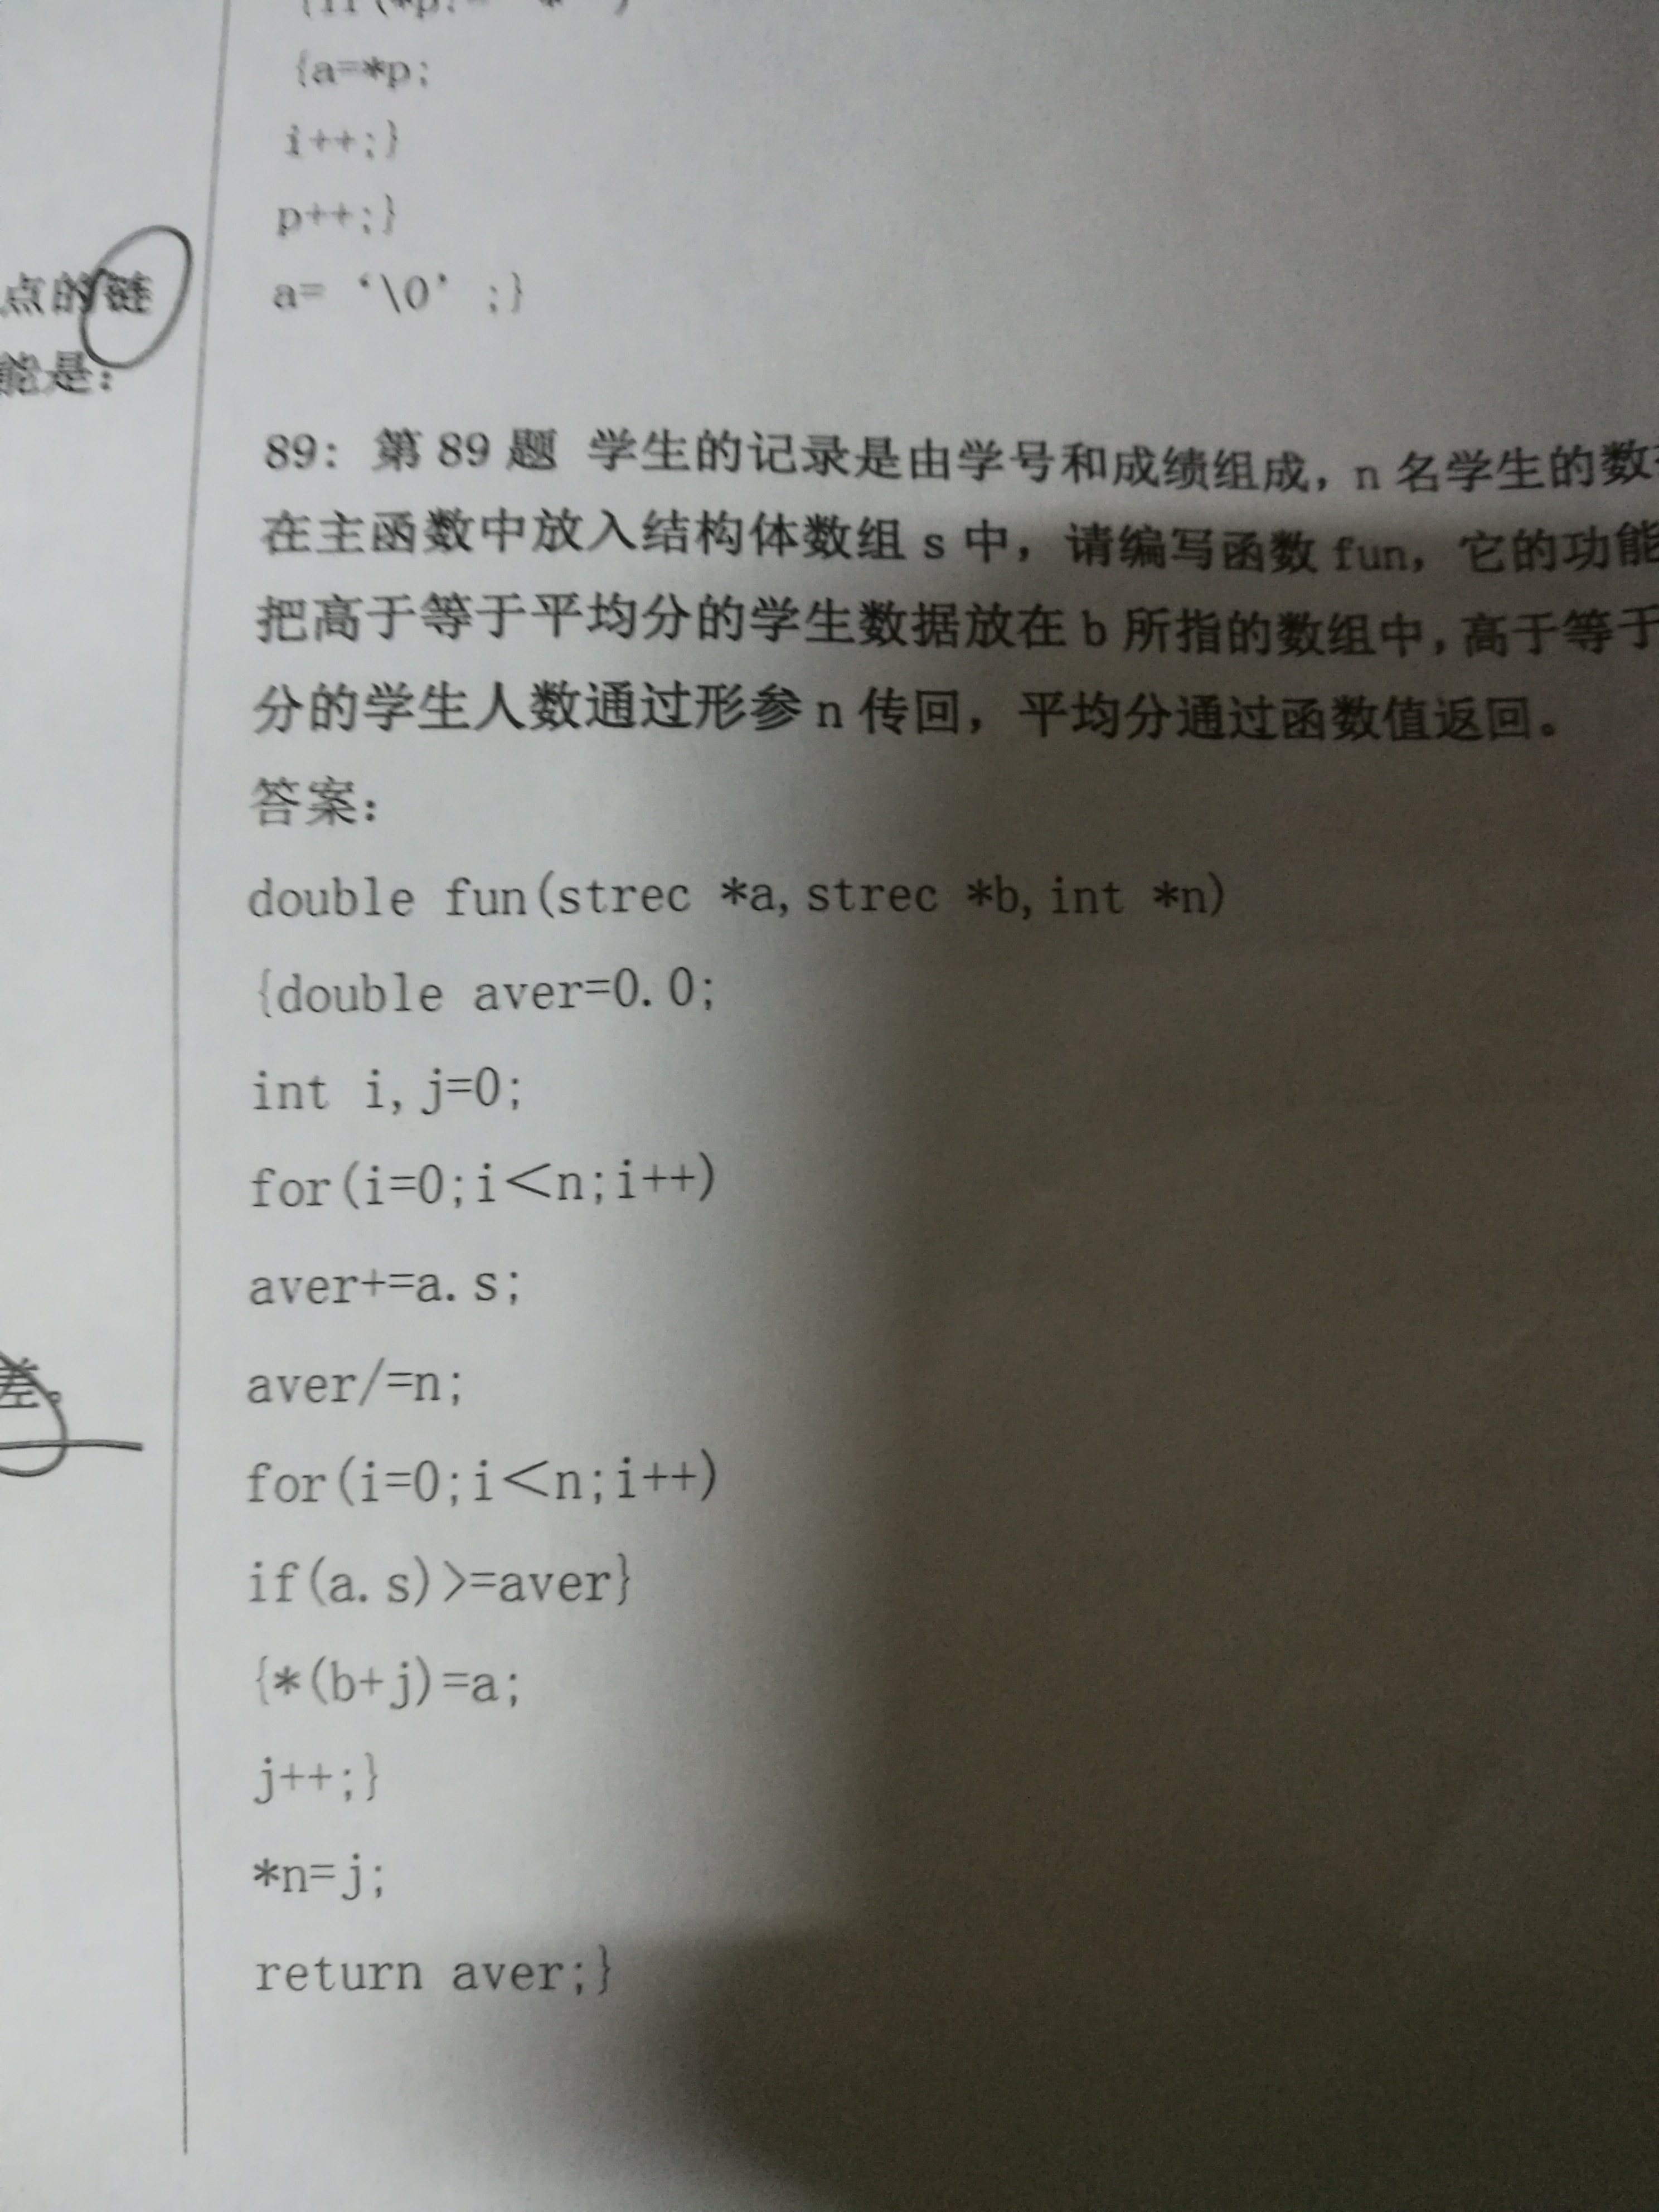 {a=*p;
i++;}
p++;}
a= ‘\0’ ;}
点的链
能是：
89: 第 89 题 学生的记录是由学号和成绩组成，n 名学生的数
在主函数中放入结构体数组 s 中，请编写函数 fun，它的功能
把高于等于平均分的学生数据放在 b 所指的数组中，高于等于
分的学生人数通过形参 n 传回，平均分通过函数值返回。
答案：
double fun(strec *a,strec *b,int *n)
{double aver=0.0;
int i,j=0;
for(i=0;i＜n;i++)
aver+=a.s;
差。
aver/=n;
for(i=0;i＜n;i++)
if(a.s)>=aver}
{*(b+j)=a;
j++;}
*n=j;
return aver;}